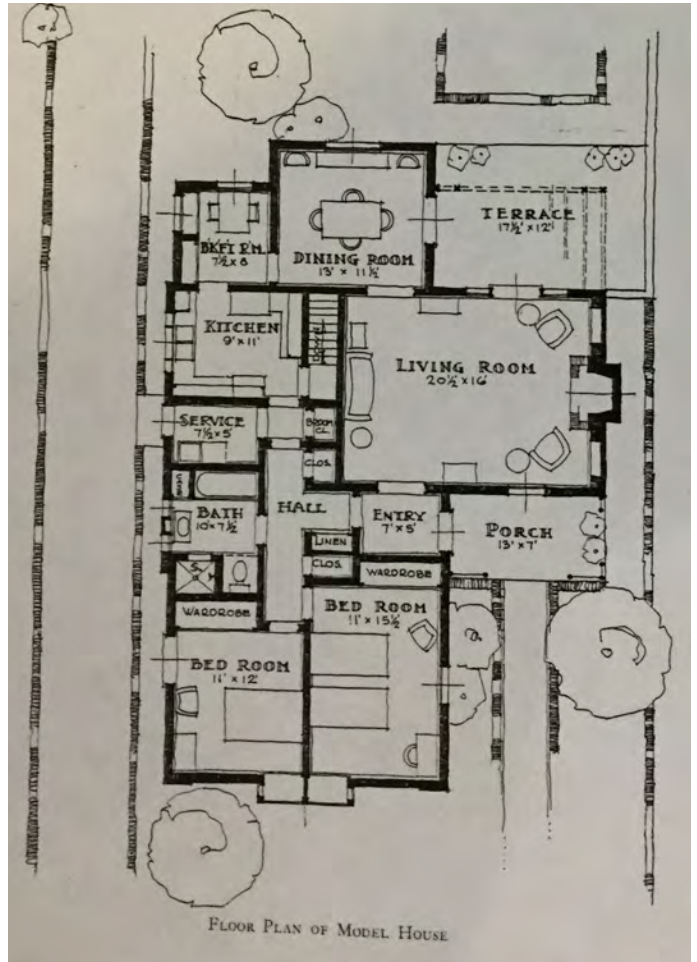 BKFT RM.
7½' × 8'
DINING ROOM
13' × 11½'
TERRACE
17½' × 12'
KITCHEN
9' × 11'
DOWN
LIVING ROOM
20½' × 16'
SERVICE
7½' × 5'
BROOM
CL.
CLOS.
BATH
10' × 7½'
HALL
ENTRY
7' × 5'
PORCH
13' × 7'
LINEN
CLOS.
WARDROBE
WARDROBE
BED ROOM
11' × 15½'
BED ROOM
11' × 12'
FLOOR PLAN OF MODEL HOUSE